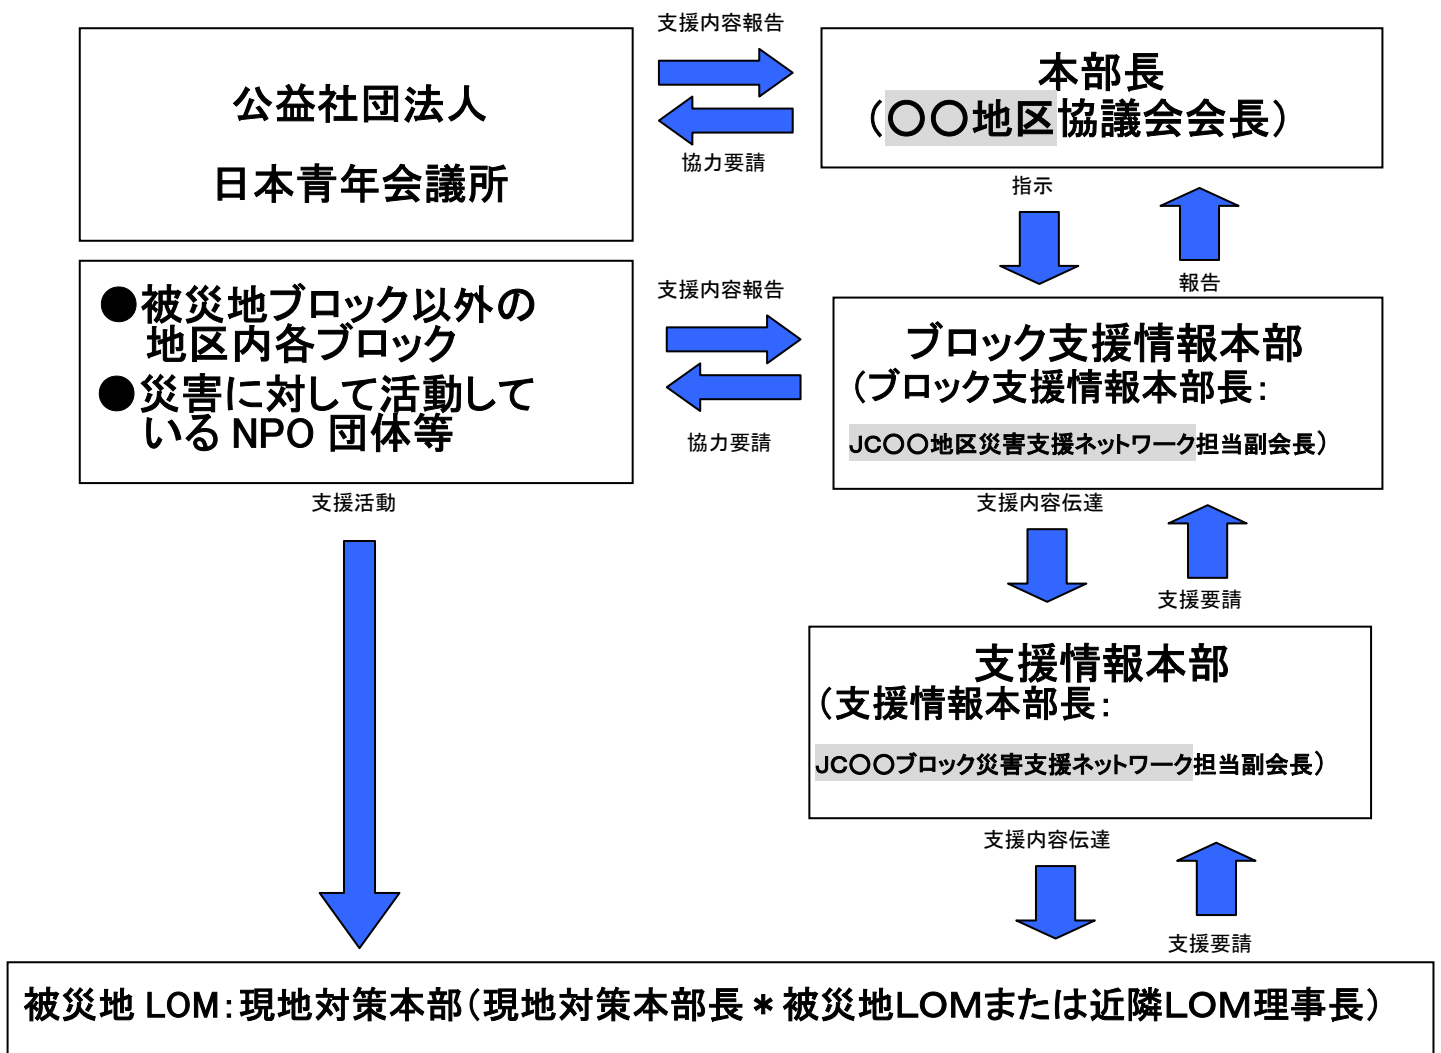 支援内容報告
公益社団法人
日本青年会議所
本部長
（〇〇地区協議会会長）
協力要請
指示
報告
●被災地ブロック以外の
地区内各ブロック
●災害に対して活動して
いる NPO 団体等
支援内容報告
協力要請
ブロック支援情報本部
（ブロック支援情報本部長：
JC〇〇地区災害支援ネットワーク担当副会長）
支援活動
支援内容伝達
支援要請
支援情報本部
（支援情報本部長：
JC〇〇ブロック災害支援ネットワーク担当副会長）
支援内容伝達
支援要請
被災地 LOM：現地対策本部（現地対策本部長＊被災地ＬＯＭまたは近隣ＬＯＭ理事長）